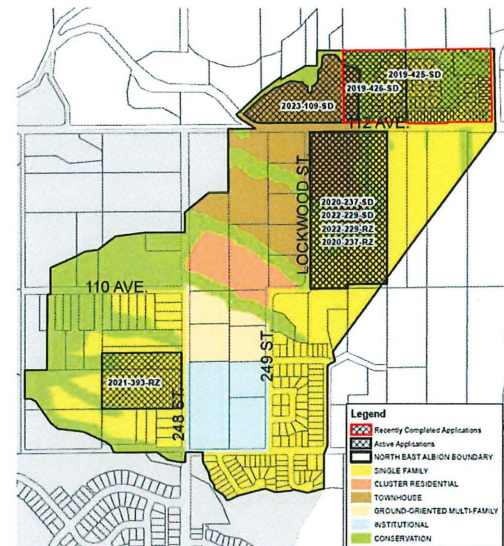 2019-425-SD
2019-426-SD
2023-109-SD
112 AVE.
LOCKWOOD ST.
2020-237-SD
2022-229-SD
2022-229-RZ
2020-237-RZ
110 AVE.
249 ST.
2021-393-RZ
248 ST.
Legend
Recently Completed Applications
Active Applications
NORTH EAST ALBION BOUNDARY
SINGLE FAMILY
CLUSTER RESIDENTIAL
TOWNHOUSE
GROUND-ORIENTED MULTI-FAMILY
INSTITUTIONAL
CONSERVATION